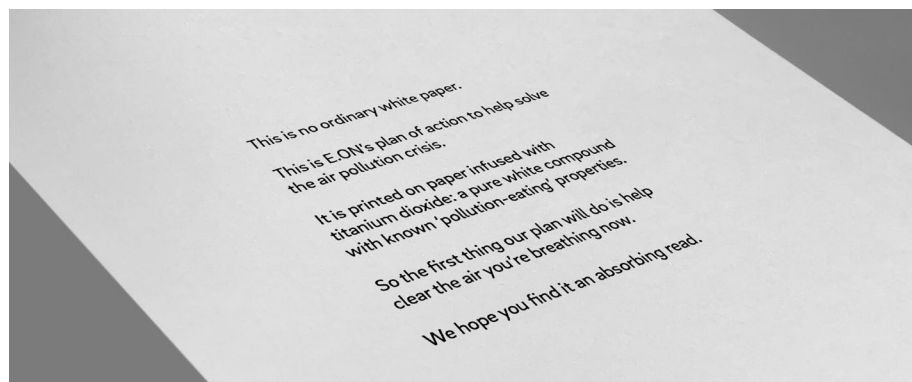 This is no ordinary white paper.
This is E.ON's plan of action to help solve
the air pollution crisis.
It is printed on paper infused with
titanium dioxide: a pure white compound
with known 'pollution-eating' properties.
So the first thing our plan will do is help
clear the air you're breathing now.
We hope you find it an absorbing read.